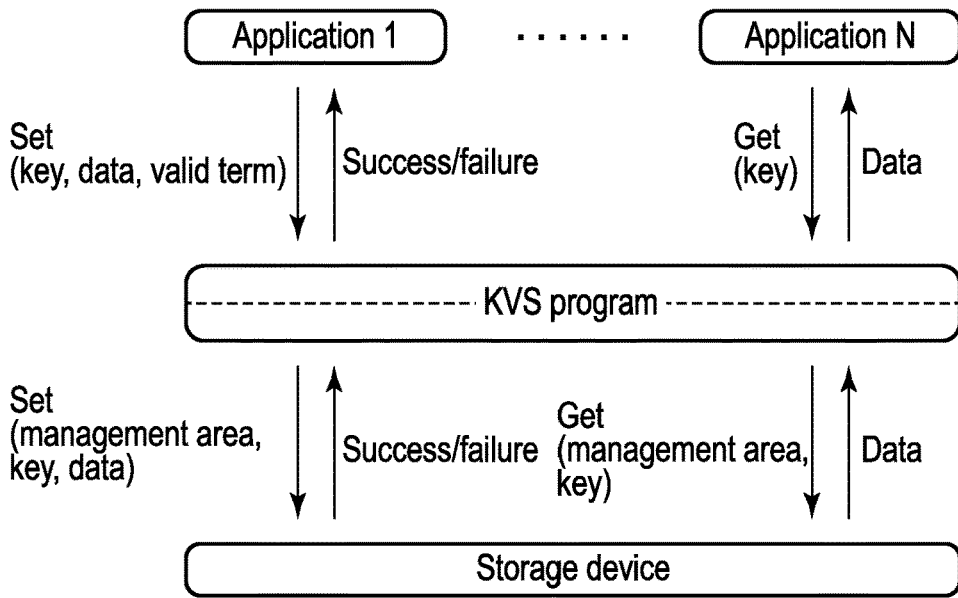 Application 1
······
Application N
Set
(key, data, valid term)
Success/failure
Get
(key)
Data
KVS program
Set
(management area,
key, data)
Success/failure
Get
(management area,
key)
Data
Storage device